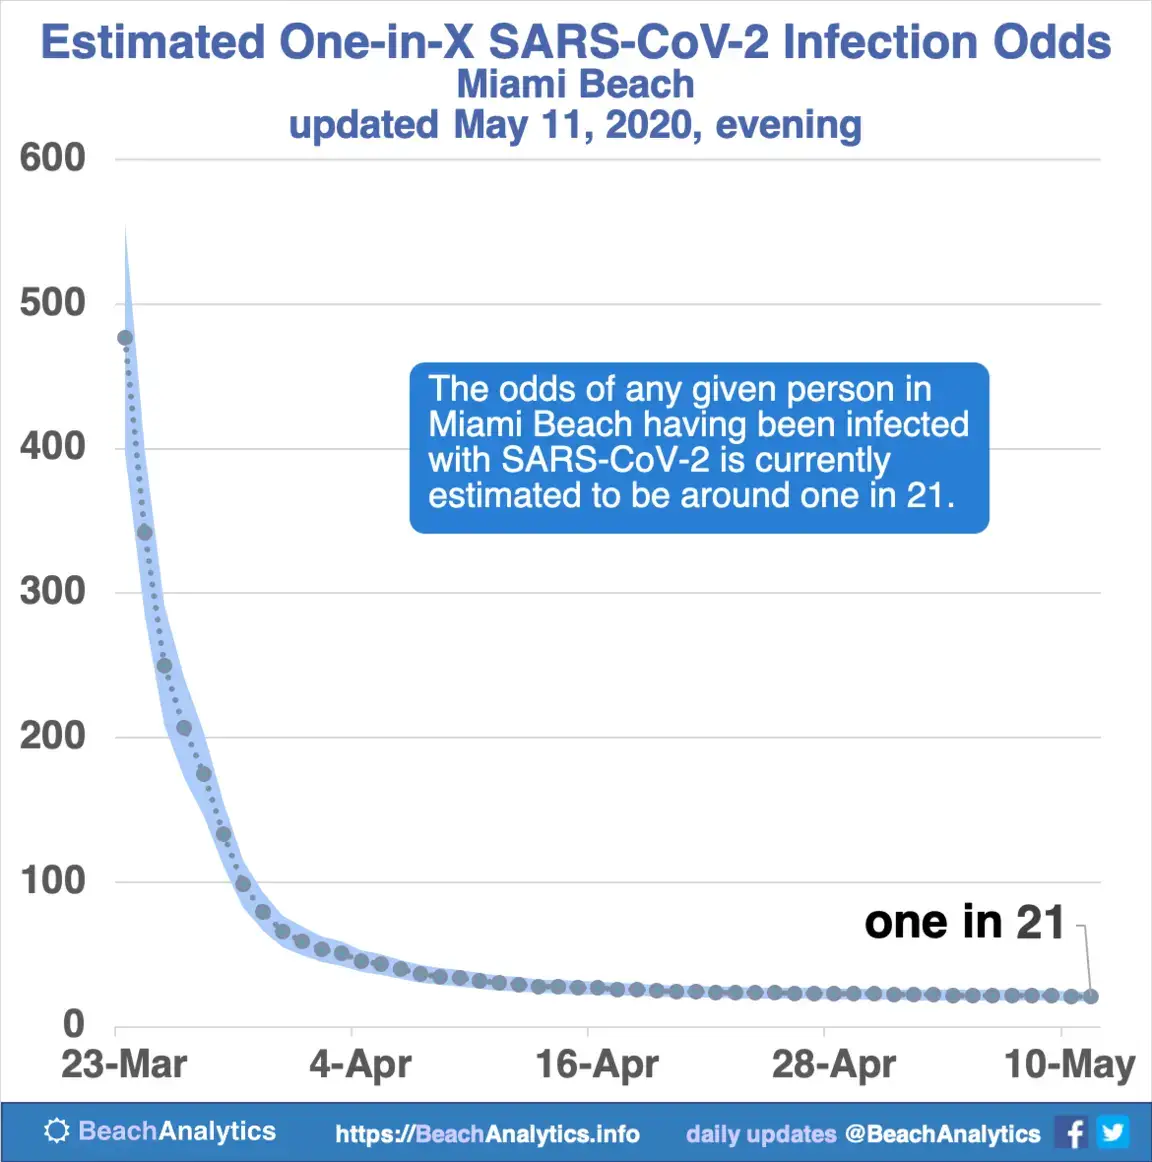 Estimated One-in-X SARS-CoV-2 Infection Odds
Miami Beach
updated May 11, 2020, evening
600
500
The odds of any given person in
Miami Beach having been infected
with SARS-CoV-2 is currently
estimated to be around one in 21.
400
300
200
100
one in 21
0
23-Mar 4-Apr 16-Apr 28-Apr 10-May
BeachAnalytics https://BeachAnalytics.info daily updates @BeachAnalytics